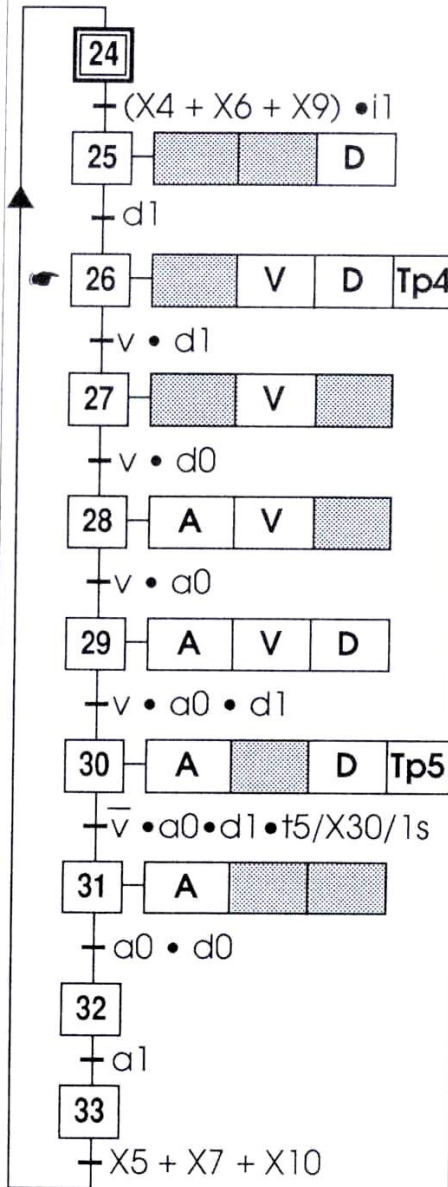 24
(X4 + X6 + X9) •i1
25 D
d1
26 V D Tp4
v • d1
27 V
v • d0
28 A V
v • a0
29 A V D
v • a0 • d1
30 A D Tp5
v̅ •a0•d1•t5/X30/1s
31 A
a0 • d0
32
a1
33
X5 + X7 + X10